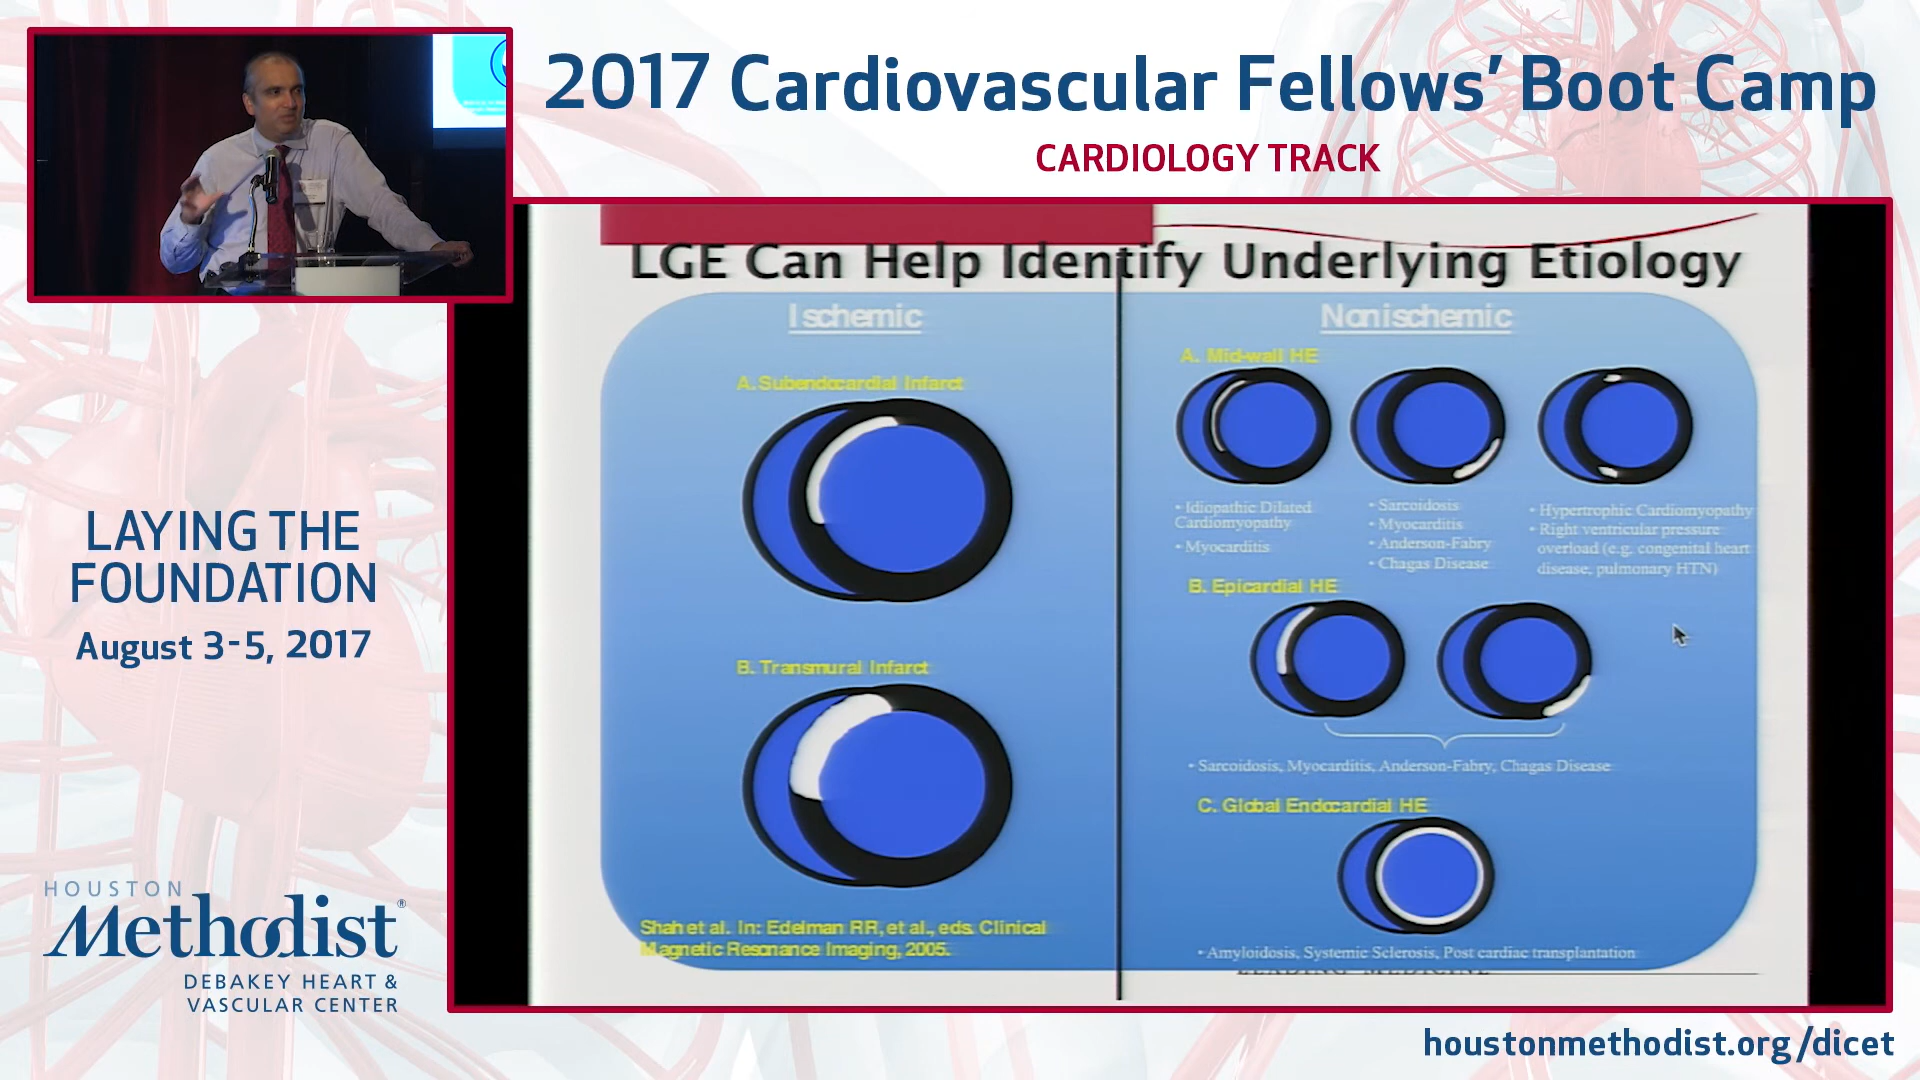 2017 Cardiovascular Fellows' Boot Camp
CARDIOLOGY TRACK
LAYING THE
FOUNDATION
August 3-5, 2017
HOUSTON
Methodist®
DEBAKEY HEART &
VASCULAR CENTER
LGE Can Help Identify Underlying Etiology
Ischemic
A. Subendocardial Infarct
B. Transmural Infarct
Shah et al. In: Edelman RR, et al., eds. Clinical
Magnetic Resonance Imaging, 2005.
Nonischemic
A. Mid-wall HE
• Idiopathic Dilated
Cardiomyopathy
• Myocarditis
• Sarcoidosis
• Myocarditis
• Anderson-Fabry
• Chagas Disease
• Hypertrophic Cardiomyopathy
• Right ventricular pressure
overload (e.g. congenital heart
disease, pulmonary HTN)
B. Epicardial HE
• Sarcoidosis, Myocarditis, Anderson-Fabry, Chagas Disease
C. Global Endocardial HE
• Amyloidosis, Systemic Sclerosis, Post cardiac transplantation
LEADING MEDICINE
houstonmethodist.org/dicet